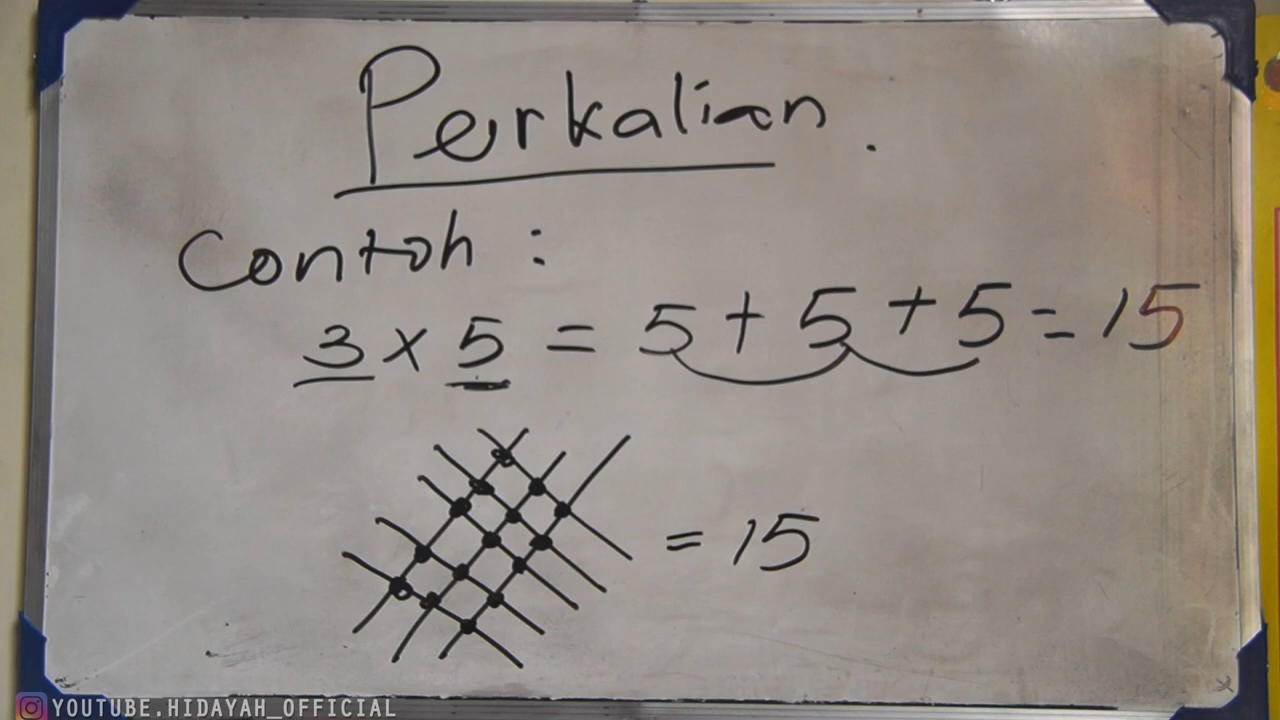 Perkalian.
Contoh :
3 x 5 = 5 + 5 + 5 = 15
= 15
YOUTUBE.HIDAYAH_OFFICIAL